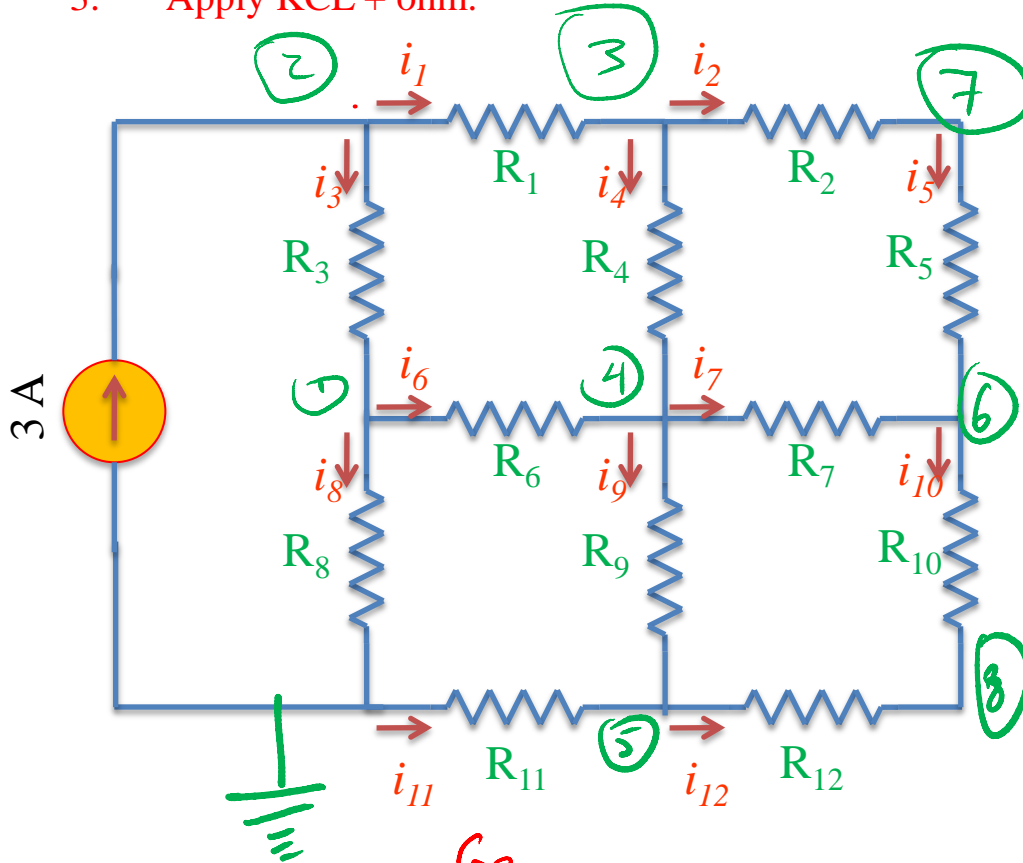 3. Apply KCL + ohm.
2
3
7
i1 i2
R1 R2
i3 i4 i5
R3 R4 R5
3 A
1
4
6
i6 i7
R6 R7
i8 i9 i10
R8 R9 R10
5
8
R11 R12
i11 i12